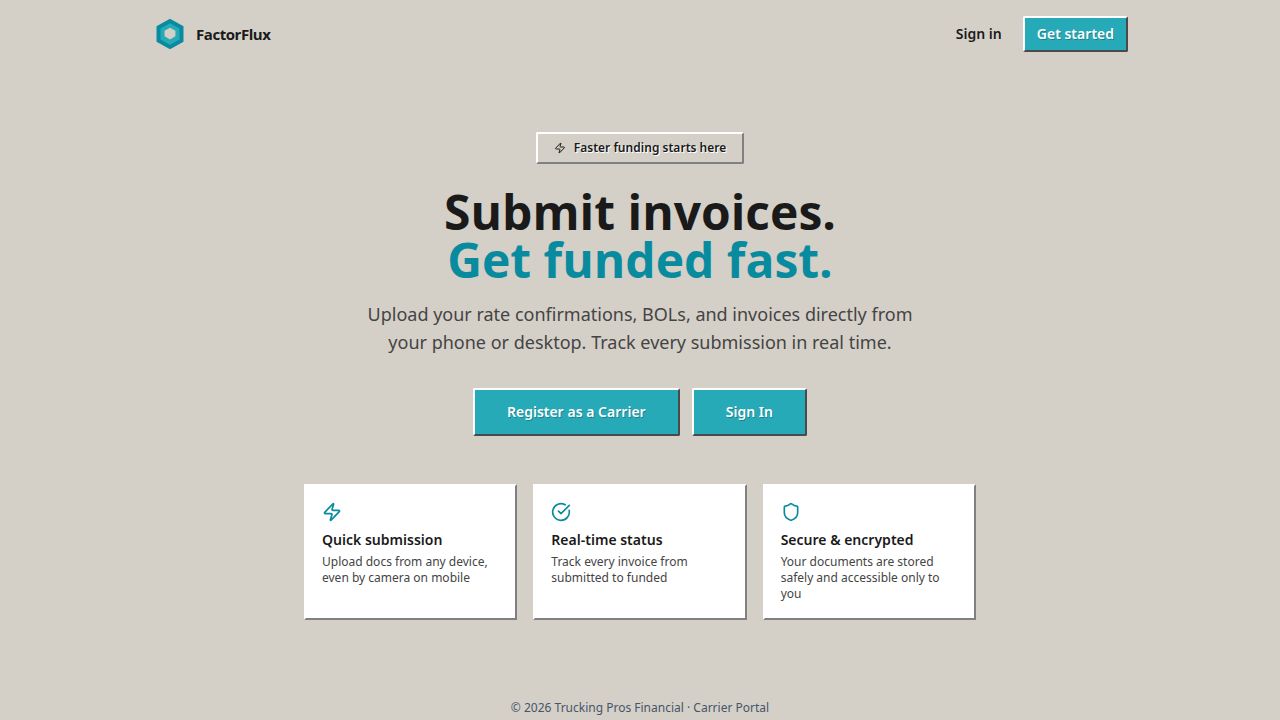 FactorFlux
Sign in
Get started
Faster funding starts here
Submit invoices.
Get funded fast.
Upload your rate confirmations, BOLs, and invoices directly from
your phone or desktop. Track every submission in real time.
Register as a Carrier
Sign In
Quick submission
Upload docs from any device,
even by camera on mobile
Real-time status
Track every invoice from
submitted to funded
Secure & encrypted
Your documents are stored
safely and accessible only to
you
© 2026 Trucking Pros Financial · Carrier Portal